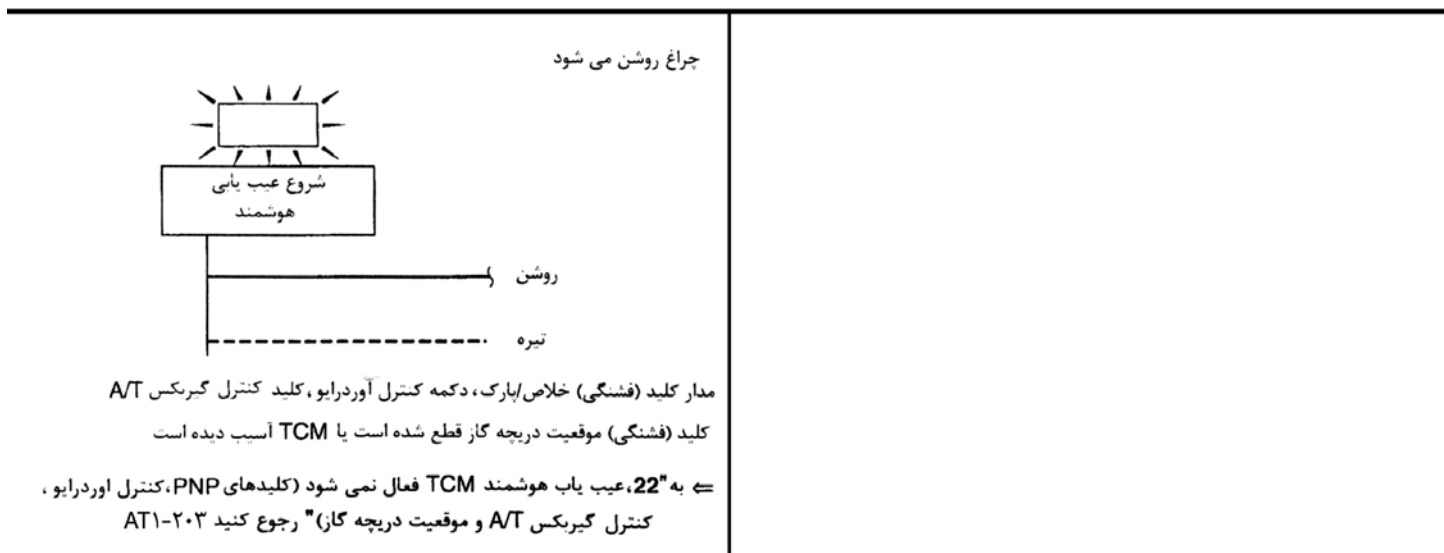 چراغ روشن می شود
شروع عیب یابی
هوشمند
روشن
تیره
مدار کلید (فشنگی) خلاص/پارک، دکمه کنترل آوردرایو ،کلید کنترل گیربکس A/T
کلید (فشنگی) موقعیت دریچه گاز قطع شده است یا TCM آسیب دیده است
⇐ به"22،عیب یاب هوشمند TCM فعال نمی شود (کلیدهای PNP،کنترل اوردرایو ،
کنترل گیربکس A/T و موقعیت دریچه گاز)" رجوع کنید AT۱-۲۰۳